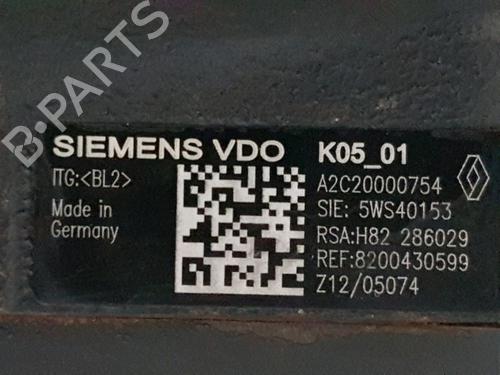 B-PARTS
SIEMENS VDO K05_01
ITG:<BL2> A2C20000754
Made in SIE: 5WS40153
Germany RSA:H82 286029
REF:8200430599
Z12/05074